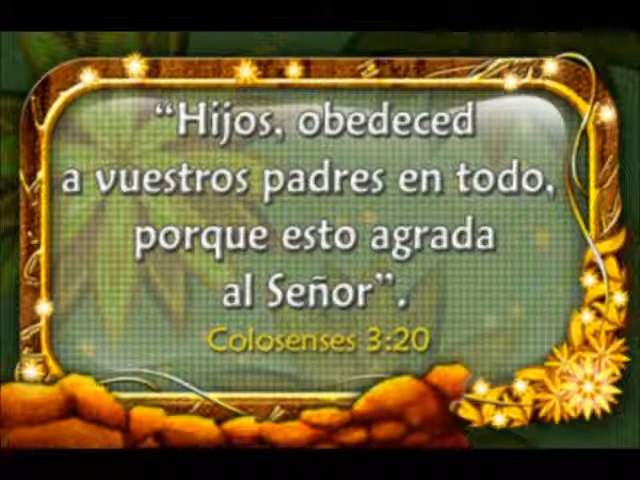 “Hijos, obedeced
a vuestros padres en todo,
porque esto agrada
al Señor”.
Colosenses 3:20